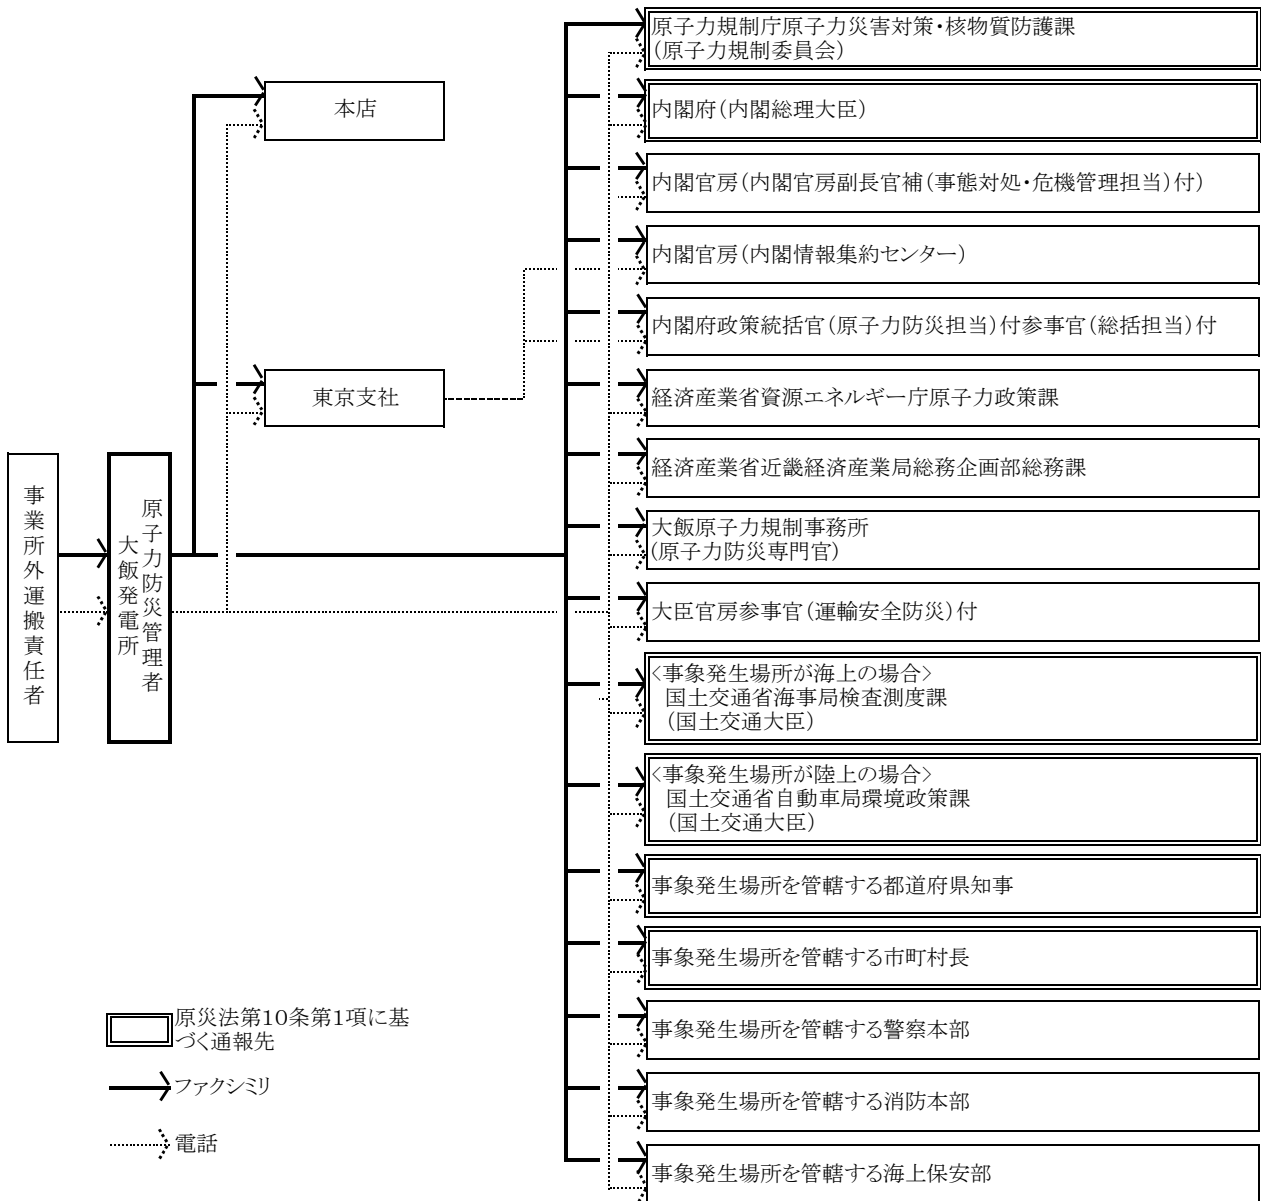 原子力規制庁原子力災害対策・核物質防護課
(原子力規制委員会)
本店
内閣府(内閣総理大臣)
内閣官房(内閣官房副長官補(事態対処・危機管理担当)付)
内閣官房(内閣情報集約センター)
内閣府政策統括官(原子力防災担当)付参事官(総括担当)付
東京支社
経済産業省資源エネルギー庁原子力政策課
経済産業省近畿経済産業局総務企画部総務課
事業所外運搬責任者
原子力防災管理者
大飯発電所
大飯原子力規制事務所
(原子力防災専門官)
大臣官房参事官(運輸安全防災)付
<事象発生場所が海上の場合>
国土交通省海事局検査測度課
(国土交通大臣)
<事象発生場所が陸上の場合>
国土交通省自動車局環境政策課
(国土交通大臣)
事象発生場所を管轄する都道府県知事
事象発生場所を管轄する市町村長
事象発生場所を管轄する警察本部
事象発生場所を管轄する消防本部
事象発生場所を管轄する海上保安部
原災法第10条第1項に基
づく通報先
ファクシミリ
電話